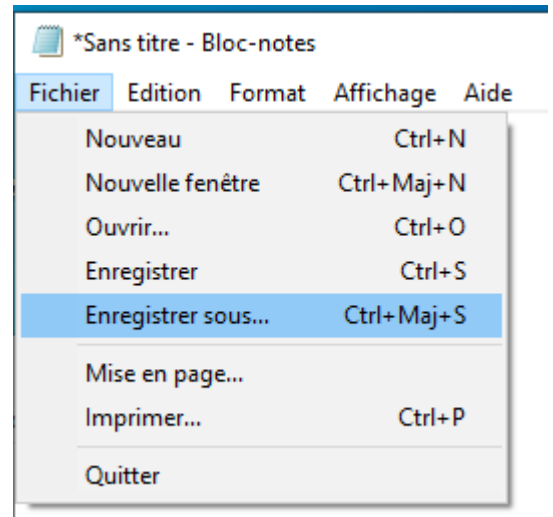 *Sans titre - Bloc-notes
Fichier Edition Format Affichage Aide
Nouveau Ctrl+N
Nouvelle fenêtre Ctrl+Maj+N
Ouvrir... Ctrl+O
Enregistrer Ctrl+S
Enregistrer sous... Ctrl+Maj+S
Mise en page...
Imprimer... Ctrl+P
Quitter